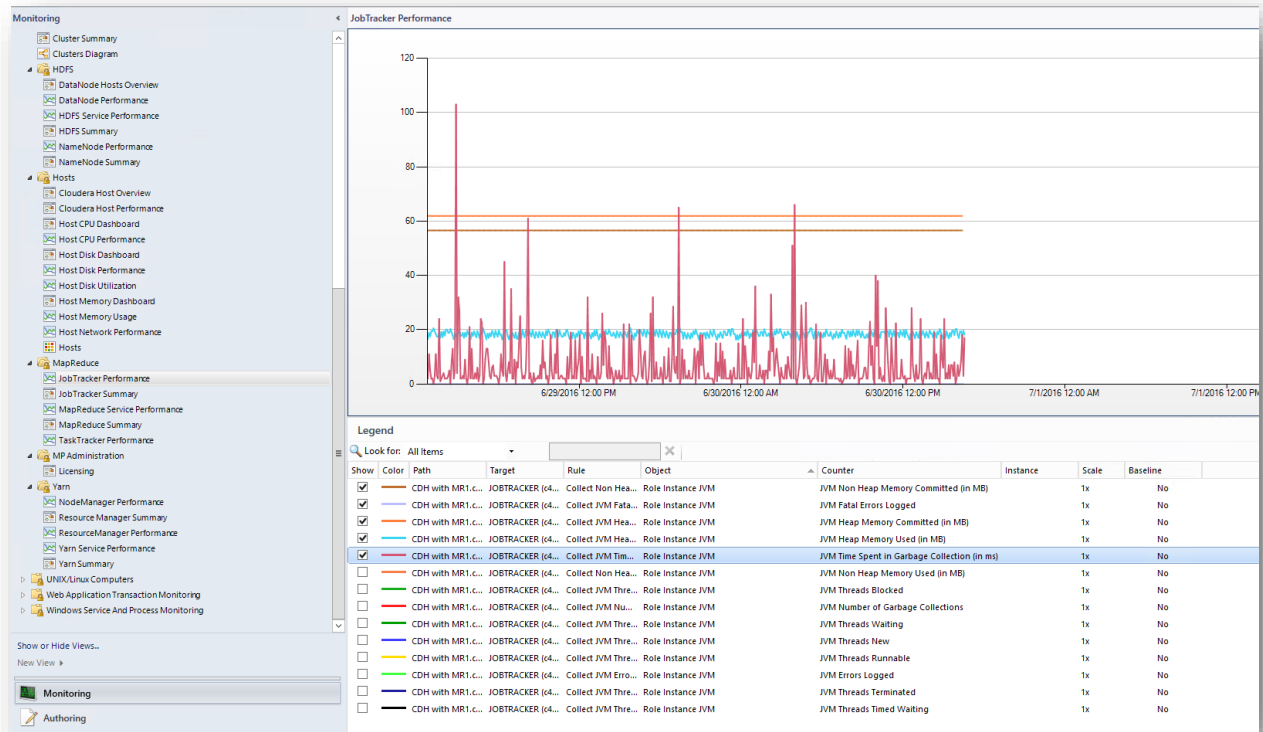 Monitoring
Cluster Summary
Clusters Diagram
HDFS
DataNode Hosts Overview
DataNode Performance
HDFS Service Performance
HDFS Summary
NameNode Performance
NameNode Summary
Hosts
Cloudera Host Overview
Cloudera Host Performance
Host CPU Dashboard
Host CPU Performance
Host Disk Dashboard
Host Disk Performance
Host Disk Utilization
Host Memory Dashboard
Host Memory Usage
Host Network Performance
Hosts
MapReduce
JobTracker Performance
JobTracker Summary
MapReduce Service Performance
MapReduce Summary
TaskTracker Performance
MP Administration
Licensing
Yarn
NodeManager Performance
Resource Manager Summary
ResourceManager Performance
Yarn Service Performance
Yarn Summary
UNIX/Linux Computers
Web Application Transaction Monitoring
Windows Service And Process Monitoring
Show or Hide Views...
New View
Monitoring
Authoring
JobTracker Performance
120
100
80
60
40
20
0
6/29/2016 12:00 PM 6/30/2016 12:00 AM 6/30/2016 12:00 PM 7/1/2016 12:00 AM 7/1/2016 12:00 PM
Legend
Look for: All Items
Show Color Path Target Rule Object Counter Instance Scale Baseline
CDH with MR1.c... JOBTRACKER (c4... Collect Non Hea... Role Instance JVM JVM Non Heap Memory Committed (in MB) 1x No
CDH with MR1.c... JOBTRACKER (c4... Collect JVM Fata... Role Instance JVM JVM Fatal Errors Logged 1x No
CDH with MR1.c... JOBTRACKER (c4... Collect JVM Hea... Role Instance JVM JVM Heap Memory Committed (in MB) 1x No
CDH with MR1.c... JOBTRACKER (c4... Collect JVM Hea... Role Instance JVM JVM Heap Memory Used (in MB) 1x No
CDH with MR1.c... JOBTRACKER (c4... Collect JVM Tim... Role Instance JVM JVM Time Spent in Garbage Collection (in ms) 1x No
CDH with MR1.c... JOBTRACKER (c4... Collect Non Hea... Role Instance JVM JVM Non Heap Memory Used (in MB) 1x No
CDH with MR1.c... JOBTRACKER (c4... Collect JVM Thre... Role Instance JVM JVM Threads Blocked 1x No
CDH with MR1.c... JOBTRACKER (c4... Collect JVM Nu... Role Instance JVM JVM Number of Garbage Collections 1x No
CDH with MR1.c... JOBTRACKER (c4... Collect JVM Thre... Role Instance JVM JVM Threads Waiting 1x No
CDH with MR1.c... JOBTRACKER (c4... Collect JVM Thre... Role Instance JVM JVM Threads New 1x No
CDH with MR1.c... JOBTRACKER (c4... Collect JVM Thre... Role Instance JVM JVM Threads Runnable 1x No
CDH with MR1.c... JOBTRACKER (c4... Collect JVM Erro... Role Instance JVM JVM Errors Logged 1x No
CDH with MR1.c... JOBTRACKER (c4... Collect JVM Thre... Role Instance JVM JVM Threads Terminated 1x No
CDH with MR1.c... JOBTRACKER (c4... Collect JVM Thre... Role Instance JVM JVM Threads Timed Waiting 1x No